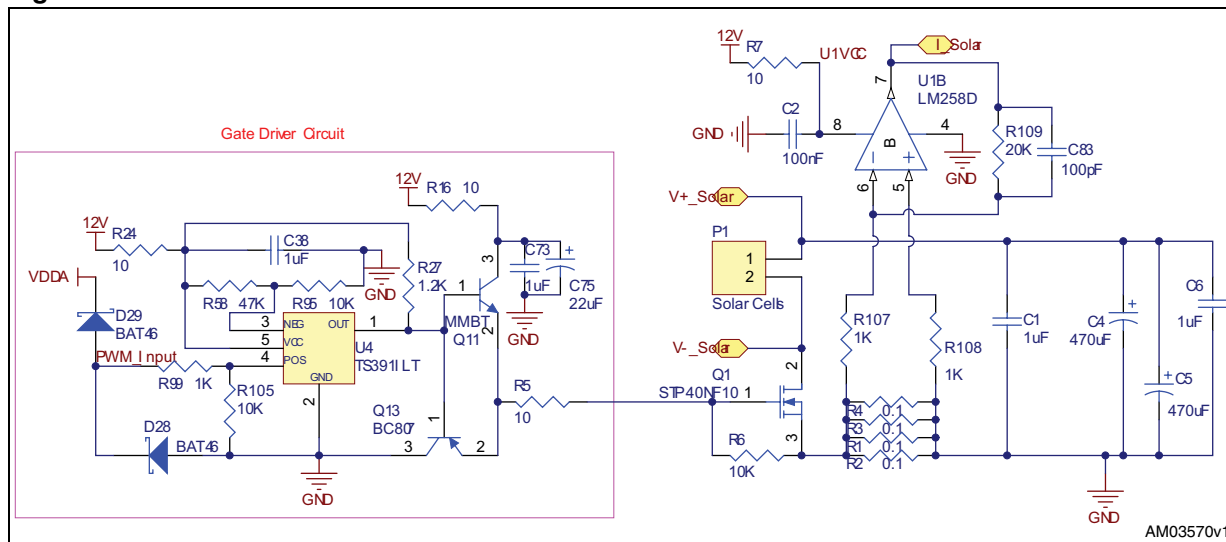 Gate Driver Circuit
12V
R24
10
VDDA
D29
BAT46
PWM_Input
R99 1K
D28
BAT46
R105
10K
C38
1uF
GND
R58 47K
R95 10K
3 NEG OUT 1
5 VCC
4 POS
GND
2
U4
TS391ILT
GND
R27
1.2K
12V
R16 10
3
1
MMBT
Q11
2
C73
1uF
C75
22uF
GND
Q13
BC807
1
3 2
R5
10
12V
R7
10
U1VCC
C2
100nF
GND
I_Solar
7
U1B
LM258D
8
B
4
GND
6
5
R109
20K
C83
100pF
V+_Solar
P1
1
2
Solar Cells
V-_Solar
Q1
STP40NF10
2
1
3
R6
10K
R107
1K
R108
1K
R4 0.1
R3 0.1
R1 0.1
R2 0.1
C1
1uF
C4
470uF
C5
470uF
C6
1uF
GND
AM03570v1